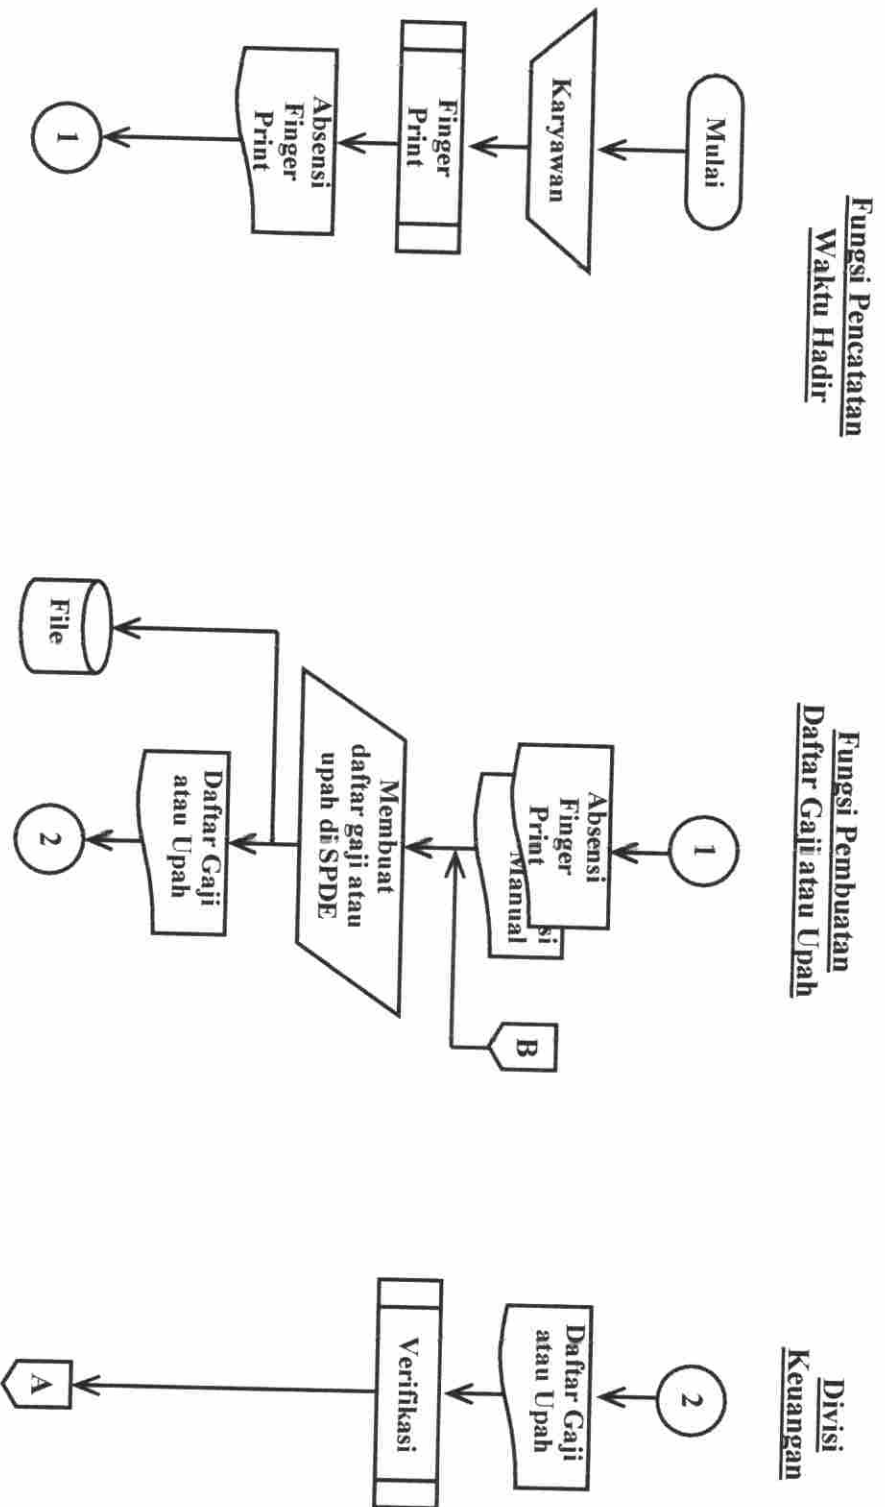 Fungsi Pencatatan
Waktu Hadir
Mulai
Karyawan
Finger
Print
Absensi
Finger
Print
1
Fungsi Pembuatan
Daftar Gaji atau Upah
1
Absensi
Finger
Print
si
Manual
B
Membuat
daftar gaji atau
upah di SPDE
File
Daftar Gaji
atau Upah
2
Divisi
Keuangan
2
Daftar Gaji
atau Upah
Verifikasi
A